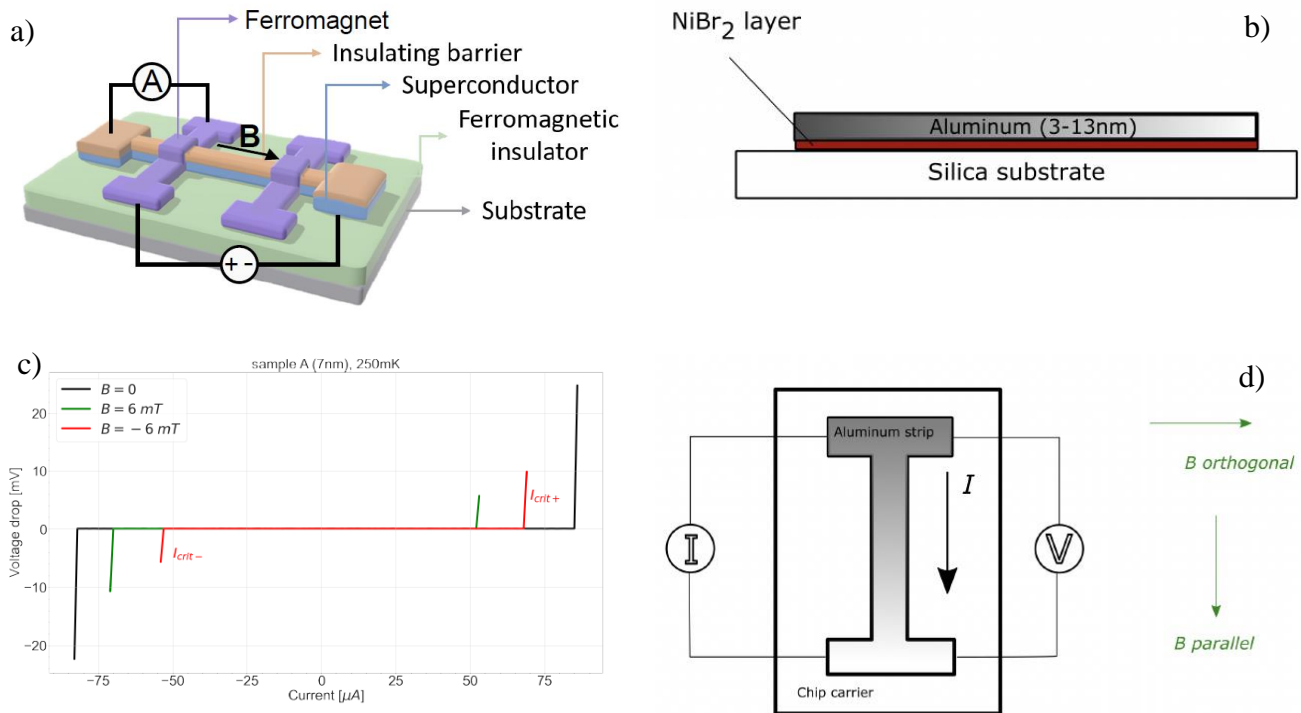 a)
Ferromagnet
Insulating barrier
Superconductor
Ferromagnetic
insulator
Substrate
A
B
+ -
b)
NiBr₂ layer
Aluminum (3-13nm)
Silica substrate
c)
sample A (7nm), 250mK
B = 0
B = 6 mT
B = − 6 mT
I_crit+
I_crit−
Voltage drop [mV]
20
10
0
−10
−20
−75
−50
−25
0
25
50
75
Current [μA]
d)
Aluminum strip
I
I
V
B orthogonal
B parallel
Chip carrier